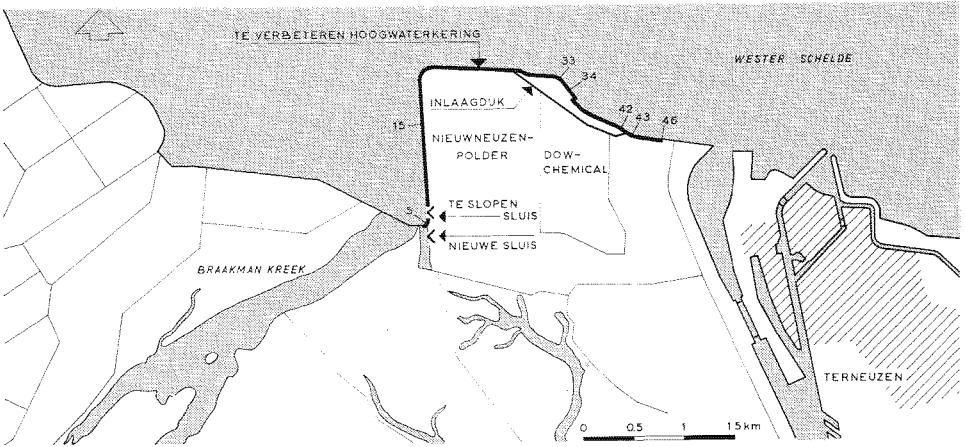 TE VERBETEREN HOOGWATERKERING
WESTER SCHELDE
33
34
INLAAGDIJK
42
43
46
15
NIEUWNEUZEN-
POLDER
DOW-
CHEMICAL
5
TE SLOPEN
SLUIS
NIEUWE SLUIS
BRAAKMAN KREEK
TERNEUZEN
0 0.5 1 1.5 km